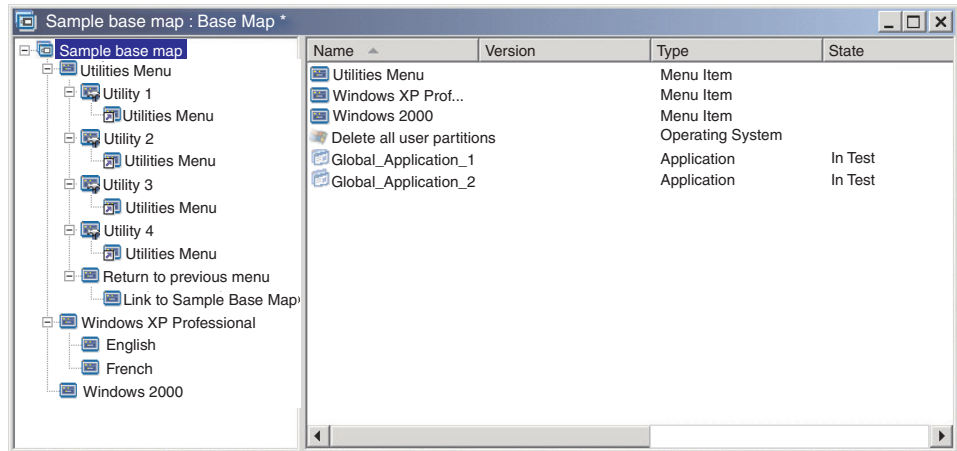 Sample base map : Base Map *
Sample base map
Utilities Menu
Utility 1
Utilities Menu
Utility 2
Utilities Menu
Utility 3
Utilities Menu
Utility 4
Utilities Menu
Return to previous menu
Link to Sample Base Map
Windows XP Professional
English
French
Windows 2000
Name Version Type State
Utilities Menu Menu Item
Windows XP Prof... Menu Item
Windows 2000 Menu Item
Delete all user partitions Operating System
Global_Application_1 Application In Test
Global_Application_2 Application In Test